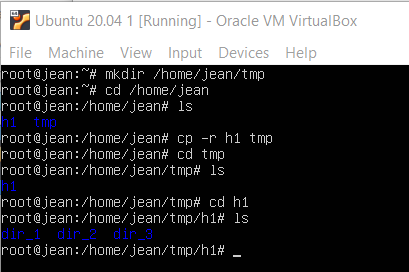 Ubuntu 20.04 1 [Running] - Oracle VM VirtualBox
File Machine View Input Devices Help
root@jean:~# mkdir /home/jean/tmp
root@jean:~# cd /home/jean
root@jean:/home/jean# ls
h1 tmp
root@jean:/home/jean# cp -r h1 tmp
root@jean:/home/jean# cd tmp
root@jean:/home/jean/tmp# ls
h1
root@jean:/home/jean/tmp# cd h1
root@jean:/home/jean/tmp/h1# ls
dir_1 dir_2 dir_3
root@jean:/home/jean/tmp/h1# _